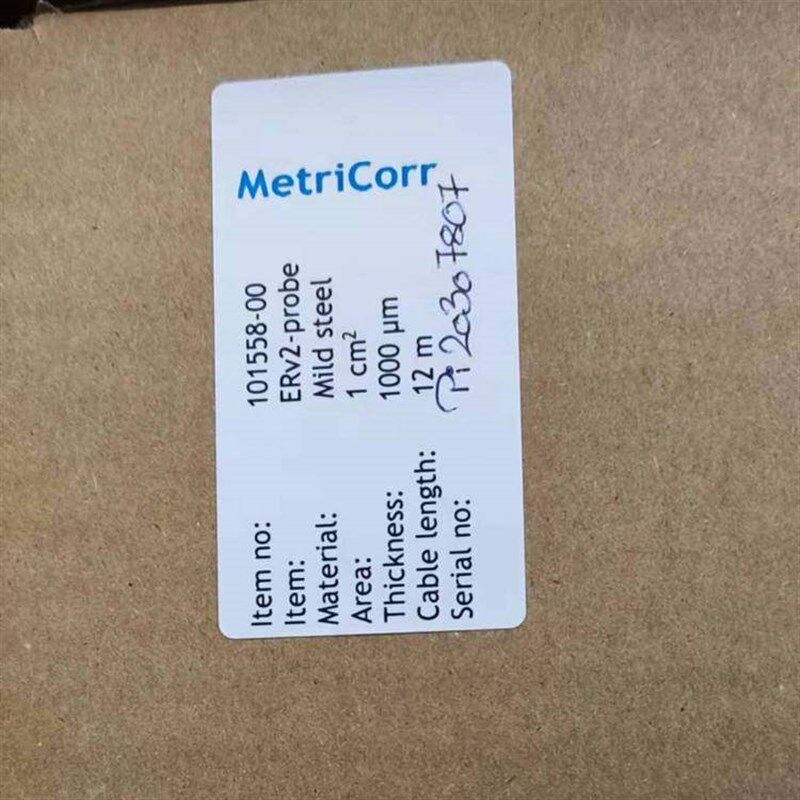 MetriCorr
Item no: 101558-00
Item: ERv2-probe
Material: Mild steel
Area: 1 cm²
Thickness: 1000 µm
Cable length: 12 m
Serial no: Pi 20307807